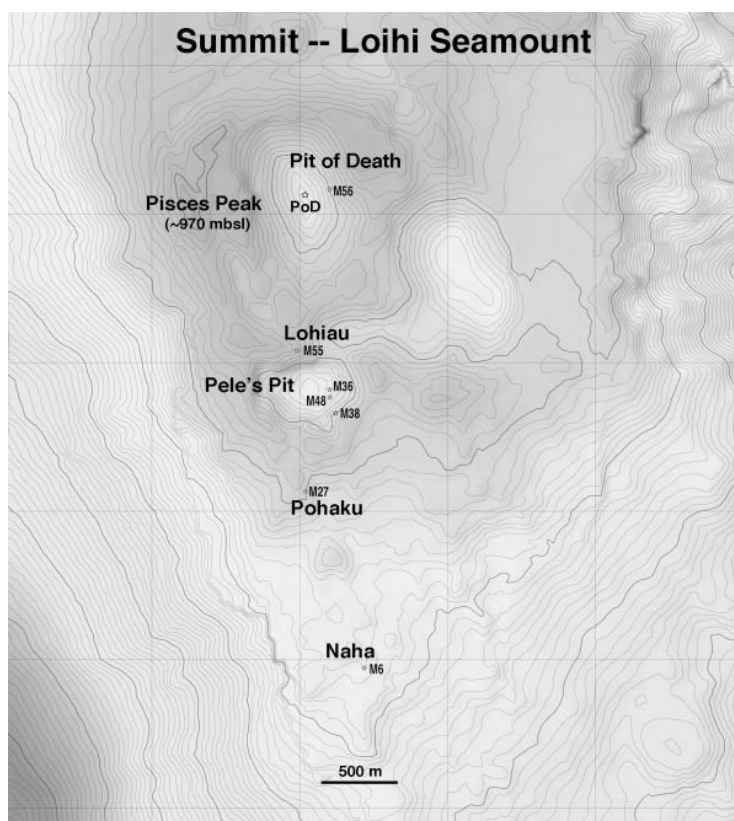 Summit -- Loihi Seamount
Pit of Death
M56
PoD
Pisces Peak
(~970 mbsl)
Lohiau
M55
Pele's Pit
M36
M48
M38
M27
Pohaku
Naha
M6
500 m